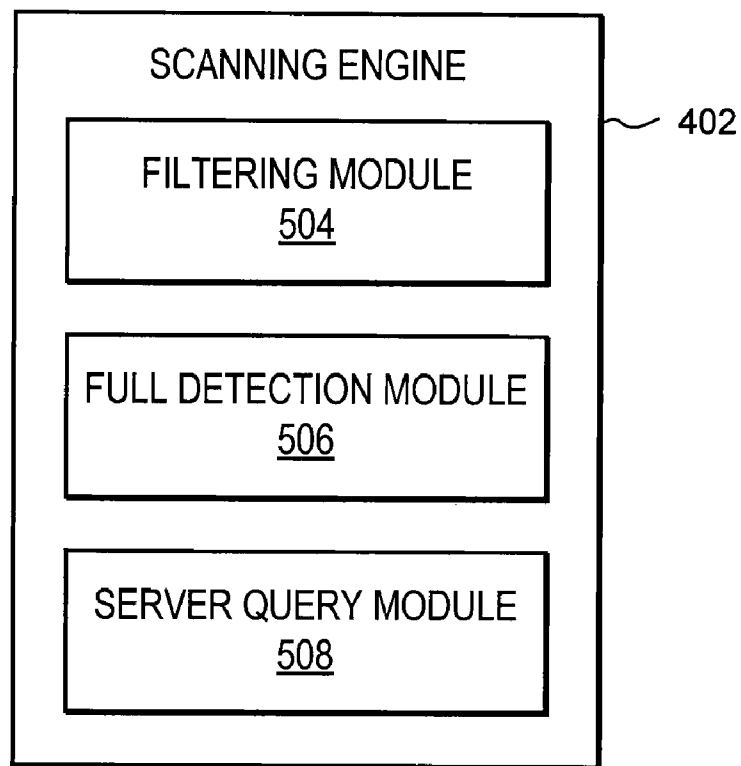 SCANNING ENGINE
402
FILTERING MODULE
504
FULL DETECTION MODULE
506
SERVER QUERY MODULE
508